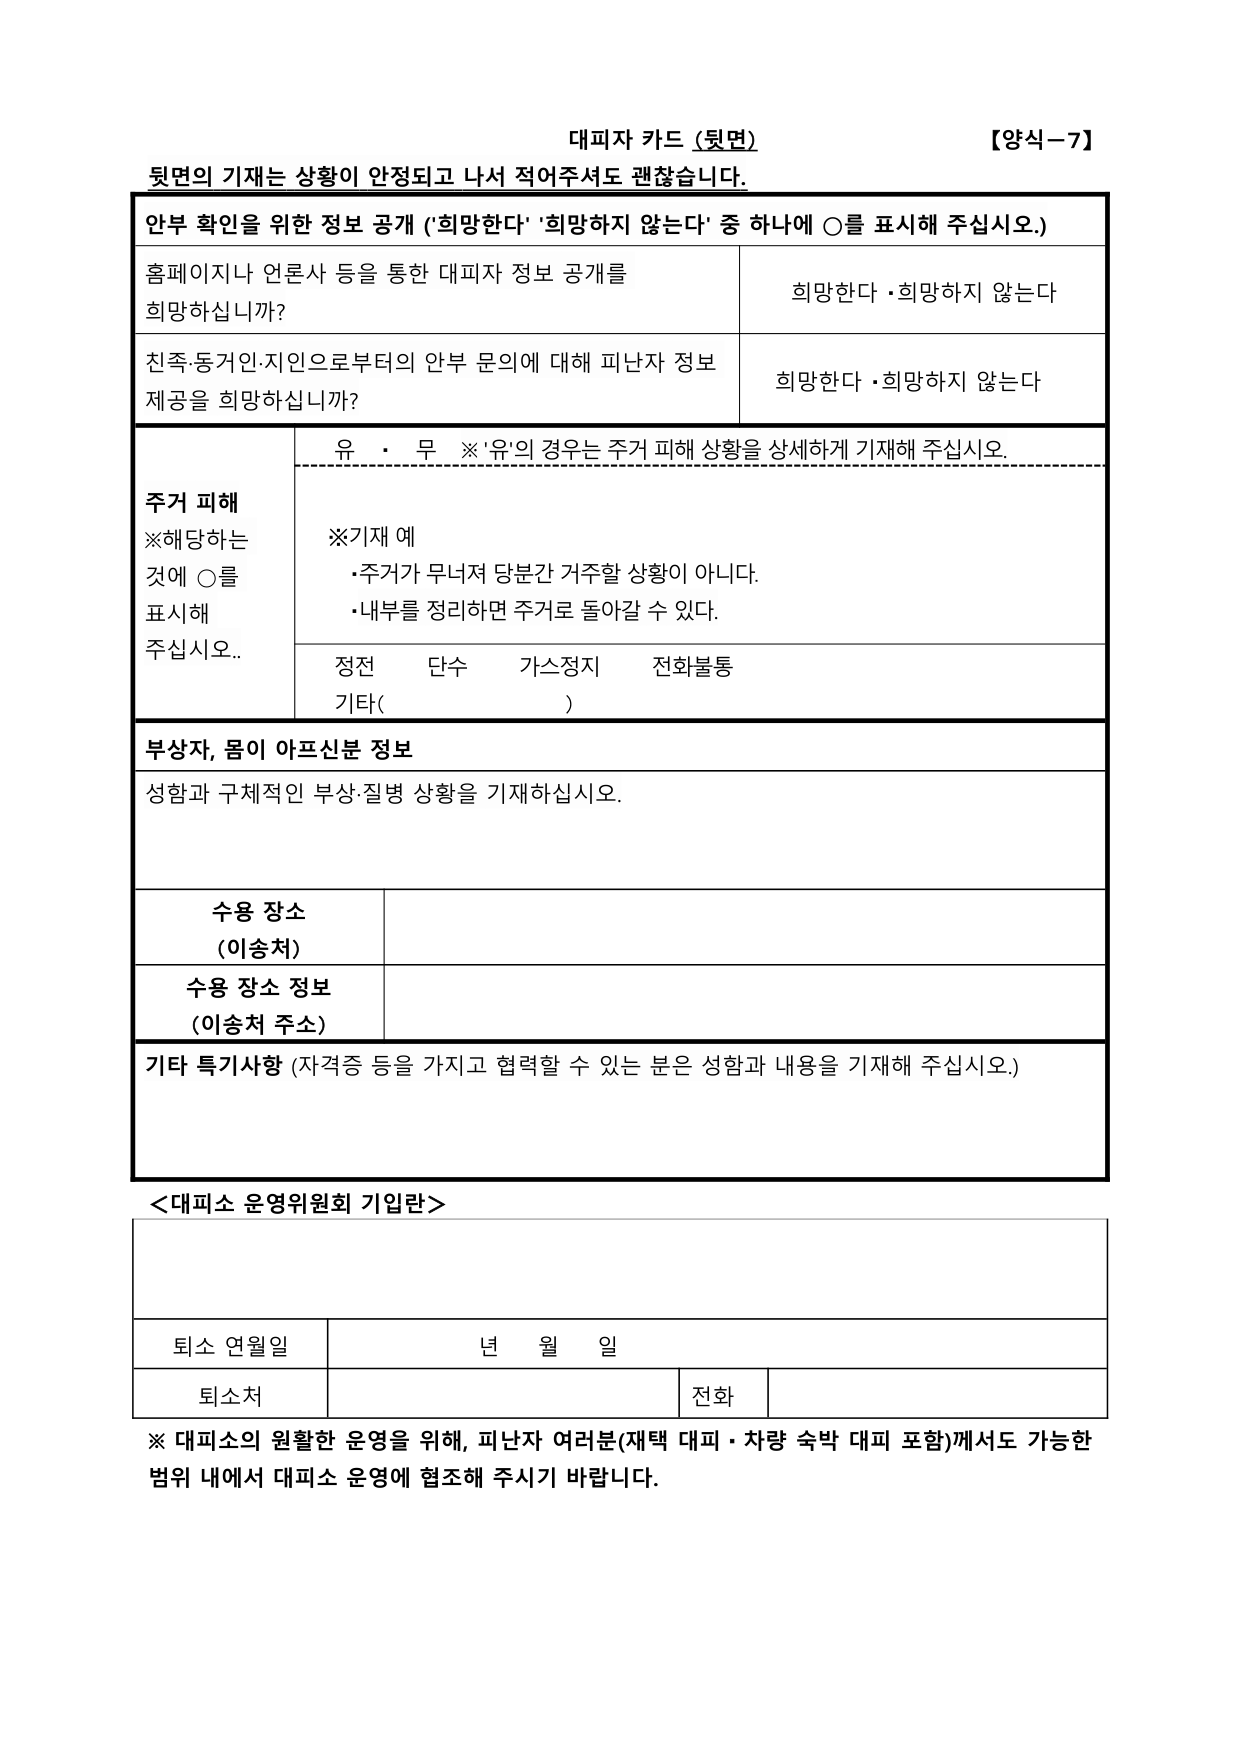 대피자 카드 (뒷면) 【양식－7】
뒷면의 기재는 상황이 안정되고 나서 적어주셔도 괜찮습니다.
안부 확인을 위한 정보 공개 ('희망한다' '희망하지 않는다' 중 하나에 ○를 표시해 주십시오.)
홈페이지나 언론사 등을 통한 대피자 정보 공개를
희망하십니까?
희망한다 ･희망하지 않는다
친족·동거인·지인으로부터의 안부 문의에 대해 피난자 정보
제공을 희망하십니까?
희망한다 ･희망하지 않는다
주거 피해
※해당하는
것에 ○를
표시해
주십시오..
유 ･ 무 ※ '유'의 경우는 주거 피해 상황을 상세하게 기재해 주십시오.
※기재 예
･주거가 무너져 당분간 거주할 상황이 아니다.
･내부를 정리하면 주거로 돌아갈 수 있다.
정전 단수 가스정지 전화불통
기타( )
부상자, 몸이 아프신분 정보
성함과 구체적인 부상·질병 상황을 기재하십시오.
수용 장소
(이송처)
수용 장소 정보
(이송처 주소)
기타 특기사항 (자격증 등을 가지고 협력할 수 있는 분은 성함과 내용을 기재해 주십시오.)
＜대피소 운영위원회 기입란＞
퇴소 연월일 년 월 일
퇴소처 전화
※ 대피소의 원활한 운영을 위해, 피난자 여러분(재택 대피･차량 숙박 대피 포함)께서도 가능한
범위 내에서 대피소 운영에 협조해 주시기 바랍니다.